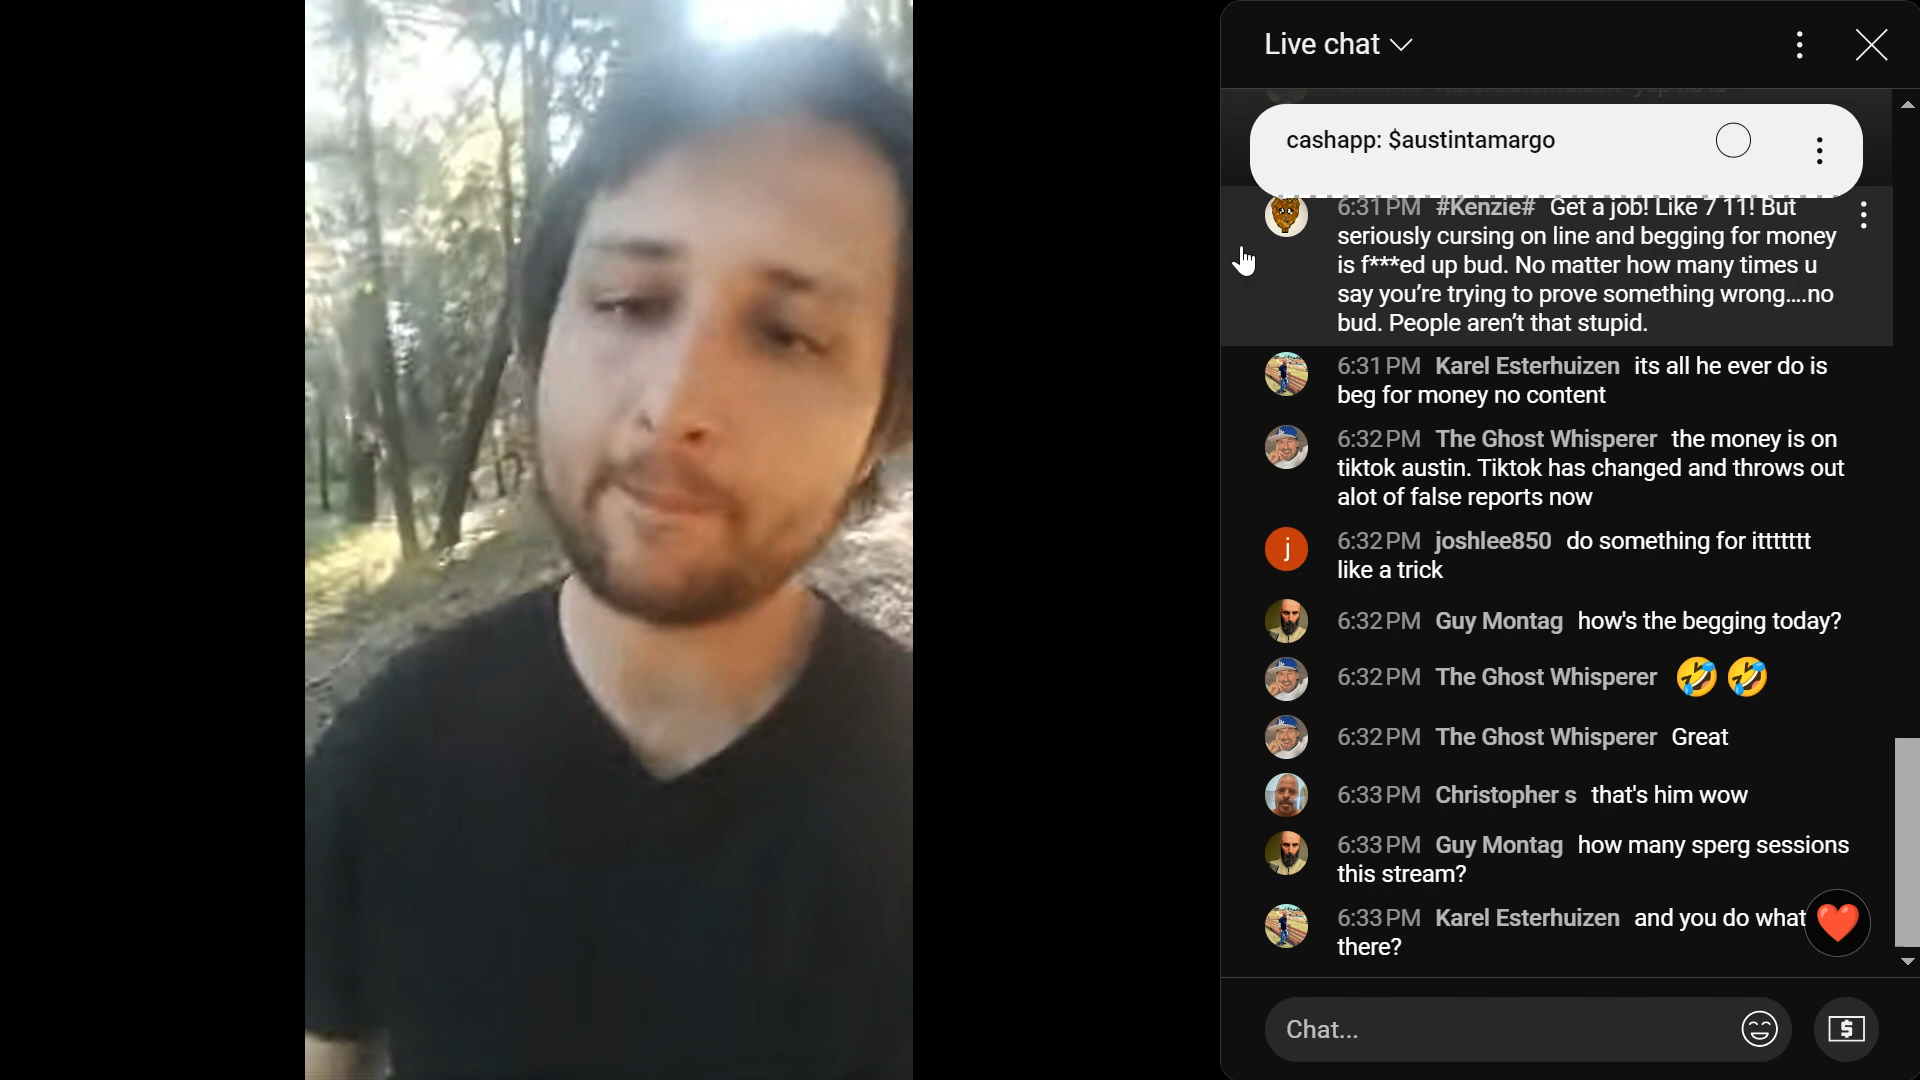 Live chat
cashapp: $austintamargo
6:31 PM #Kenzie# Get a job! Like 7 11! But
seriously cursing on line and begging for money
is f***ed up bud. No matter how many times u
say you’re trying to prove something wrong....no
bud. People aren’t that stupid.
6:31 PM Karel Esterhuizen its all he ever do is
beg for money no content
6:32 PM The Ghost Whisperer the money is on
tiktok austin. Tiktok has changed and throws out
alot of false reports now
j
6:32 PM joshlee850 do something for ittttttt
like a trick
6:32 PM Guy Montag how's the begging today?
6:32 PM The Ghost Whisperer
6:32 PM The Ghost Whisperer Great
6:33 PM Christopher s that's him wow
6:33 PM Guy Montag how many sperg sessions
this stream?
6:33 PM Karel Esterhuizen and you do what
there?
Chat...
$